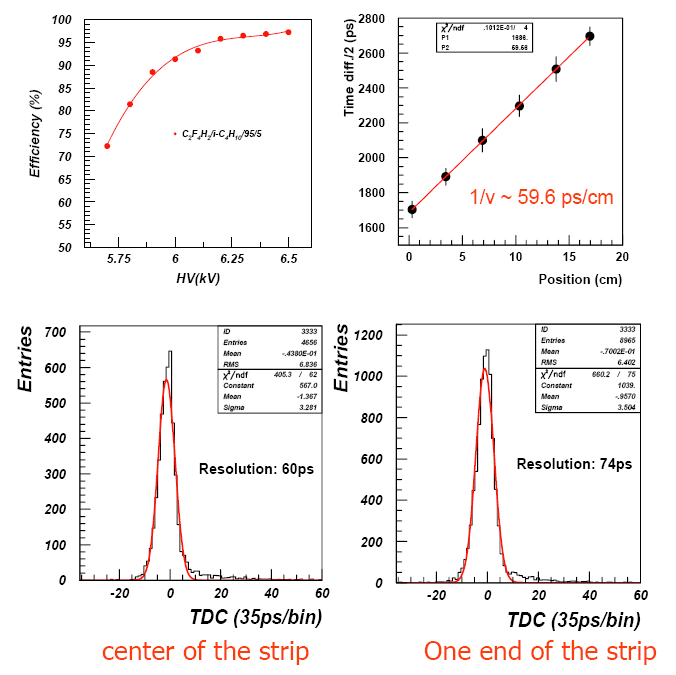 Efficiency (%)
100
95
90
85
80
75
70
65
60
55
50
C2F4H2/i-C4H10/95/5
5.75
6
6.25
6.5
HV(kV)
Time diff./2 (ps)
2800
2600
2400
2200
2000
1800
1600
χ²/ndf .1012E-01/ 4
P1 1686.
P2 59.56
1/v ~ 59.6 ps/cm
0
5
10
15
20
Position (cm)
Entries
700
600
500
400
300
200
100
0
ID 3333
Entries 4656
Mean -.4380E-01
RMS 6.836
χ²/ndf 405.3 / 62
Constant 567.0
Mean -1.367
Sigma 3.281
Resolution: 60ps
-20
0
20
40
60
TDC (35ps/bin)
center of the strip
Entries
1200
1000
800
600
400
200
0
ID 3333
Entries 8965
Mean -.7002E-01
RMS 6.402
χ²/ndf 660.2 / 75
Constant 1039.
Mean -.9570
Sigma 3.504
Resolution: 74ps
-20
0
20
40
60
TDC (35ps/bin)
One end of the strip